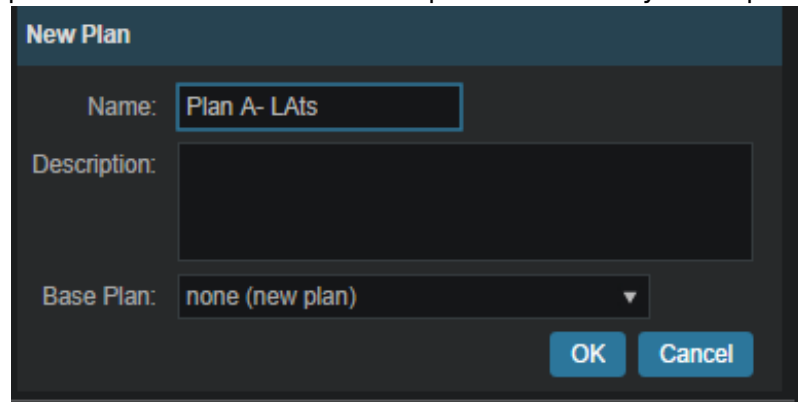 New Plan
Name: Plan A- LAts
Description:
Base Plan: none (new plan)
OK Cancel